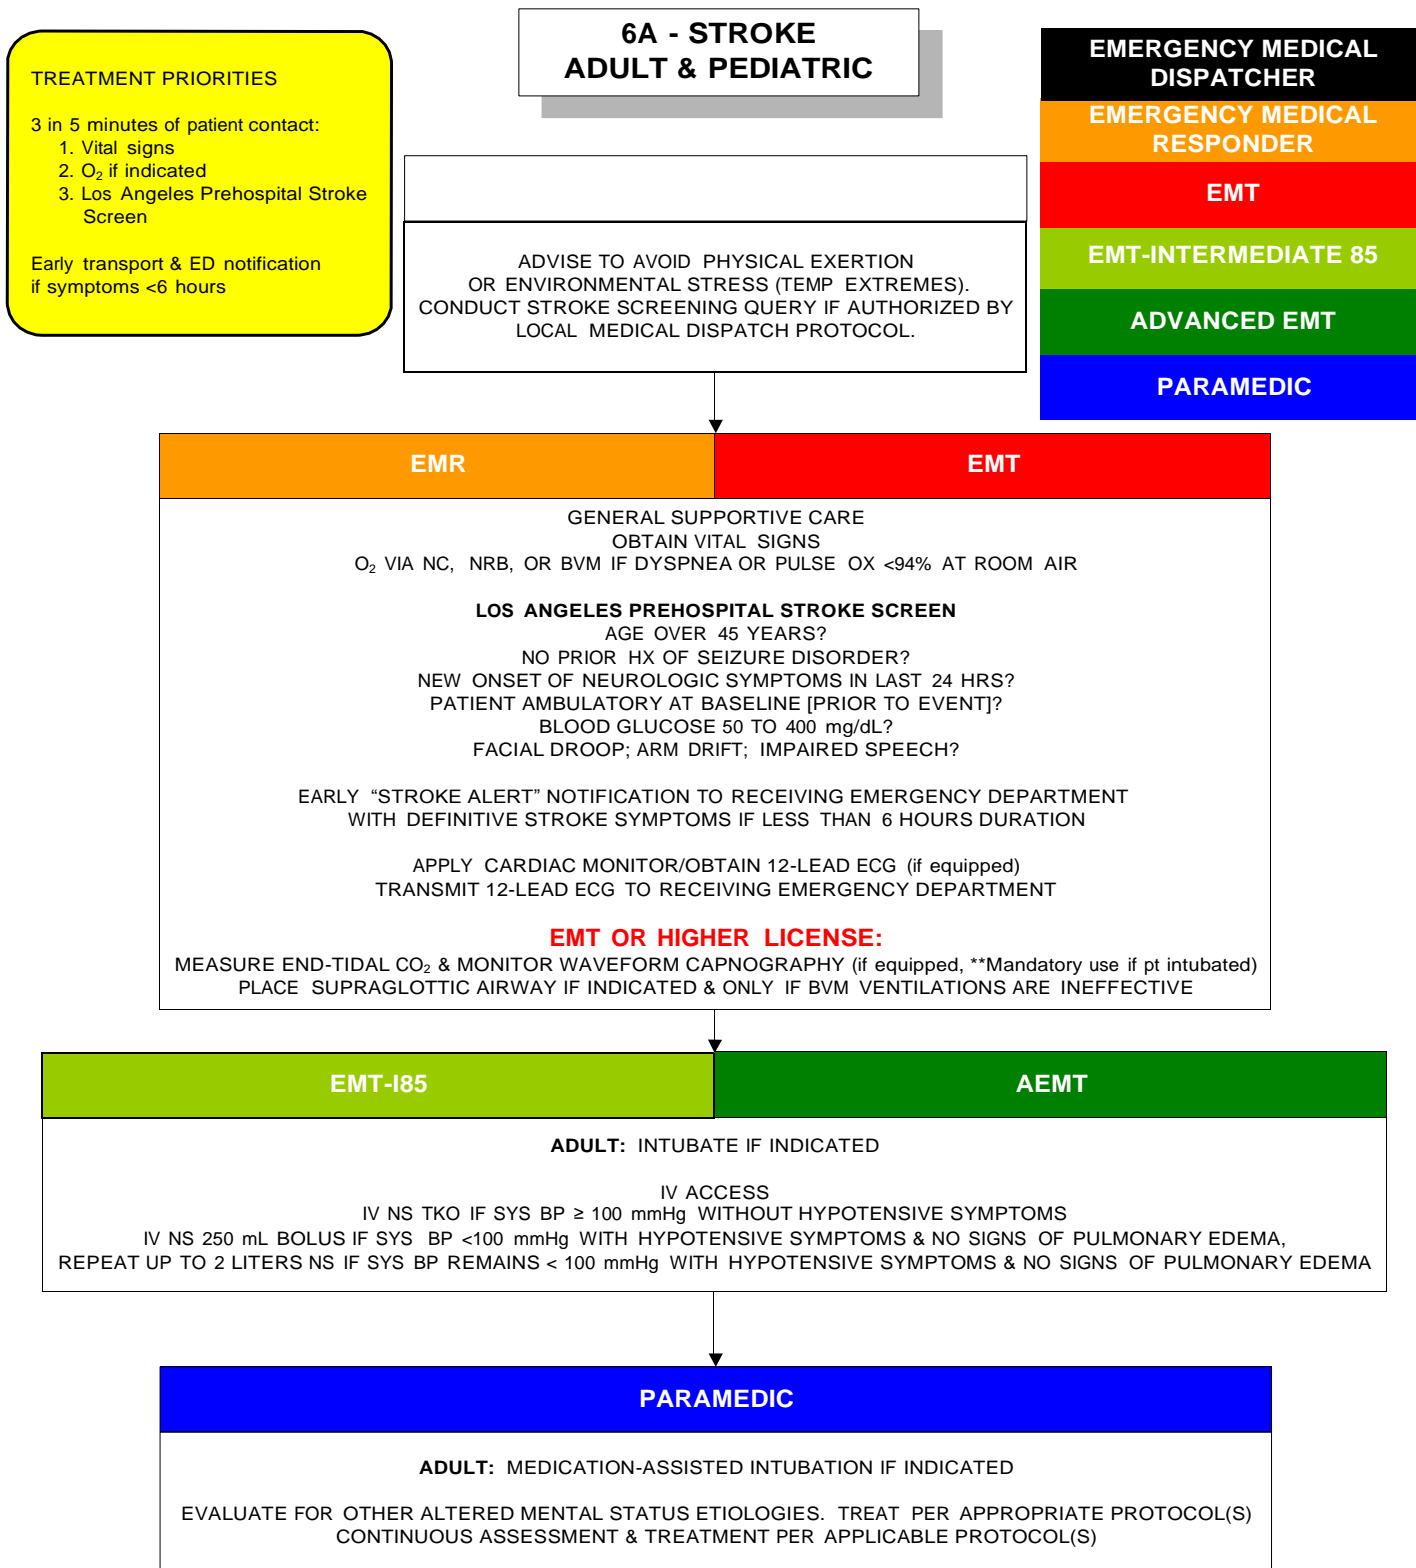 6A - STROKE
ADULT & PEDIATRIC
TREATMENT PRIORITIES
3 in 5 minutes of patient contact:
1. Vital signs
2. O₂ if indicated
3. Los Angeles Prehospital Stroke
Screen
Early transport & ED notification
if symptoms <6 hours
EMERGENCY MEDICAL
DISPATCHER
EMERGENCY MEDICAL
RESPONDER
EMT
EMT-INTERMEDIATE 85
ADVANCED EMT
PARAMEDIC
ADVISE TO AVOID PHYSICAL EXERTION
OR ENVIRONMENTAL STRESS (TEMP EXTREMES).
CONDUCT STROKE SCREENING QUERY IF AUTHORIZED BY
LOCAL MEDICAL DISPATCH PROTOCOL.
EMR
EMT
GENERAL SUPPORTIVE CARE
OBTAIN VITAL SIGNS
O₂ VIA NC, NRB, OR BVM IF DYSPNEA OR PULSE OX <94% AT ROOM AIR
LOS ANGELES PREHOSPITAL STROKE SCREEN
AGE OVER 45 YEARS?
NO PRIOR HX OF SEIZURE DISORDER?
NEW ONSET OF NEUROLOGIC SYMPTOMS IN LAST 24 HRS?
PATIENT AMBULATORY AT BASELINE [PRIOR TO EVENT]?
BLOOD GLUCOSE 50 TO 400 mg/dL?
FACIAL DROOP; ARM DRIFT; IMPAIRED SPEECH?
EARLY “STROKE ALERT” NOTIFICATION TO RECEIVING EMERGENCY DEPARTMENT
WITH DEFINITIVE STROKE SYMPTOMS IF LESS THAN 6 HOURS DURATION
APPLY CARDIAC MONITOR/OBTAIN 12-LEAD ECG (if equipped)
TRANSMIT 12-LEAD ECG TO RECEIVING EMERGENCY DEPARTMENT
EMT OR HIGHER LICENSE:
MEASURE END-TIDAL CO₂ & MONITOR WAVEFORM CAPNOGRAPHY (if equipped, **Mandatory use if pt intubated)
PLACE SUPRAGLOTTIC AIRWAY IF INDICATED & ONLY IF BVM VENTILATIONS ARE INEFFECTIVE
EMT-I85
AEMT
ADULT: INTUBATE IF INDICATED
IV ACCESS
IV NS TKO IF SYS BP ≥ 100 mmHg WITHOUT HYPOTENSIVE SYMPTOMS
IV NS 250 mL BOLUS IF SYS BP <100 mmHg WITH HYPOTENSIVE SYMPTOMS & NO SIGNS OF PULMONARY EDEMA,
REPEAT UP TO 2 LITERS NS IF SYS BP REMAINS < 100 mmHg WITH HYPOTENSIVE SYMPTOMS & NO SIGNS OF PULMONARY EDEMA
PARAMEDIC
ADULT: MEDICATION-ASSISTED INTUBATION IF INDICATED
EVALUATE FOR OTHER ALTERED MENTAL STATUS ETIOLOGIES. TREAT PER APPROPRIATE PROTOCOL(S)
CONTINUOUS ASSESSMENT & TREATMENT PER APPLICABLE PROTOCOL(S)